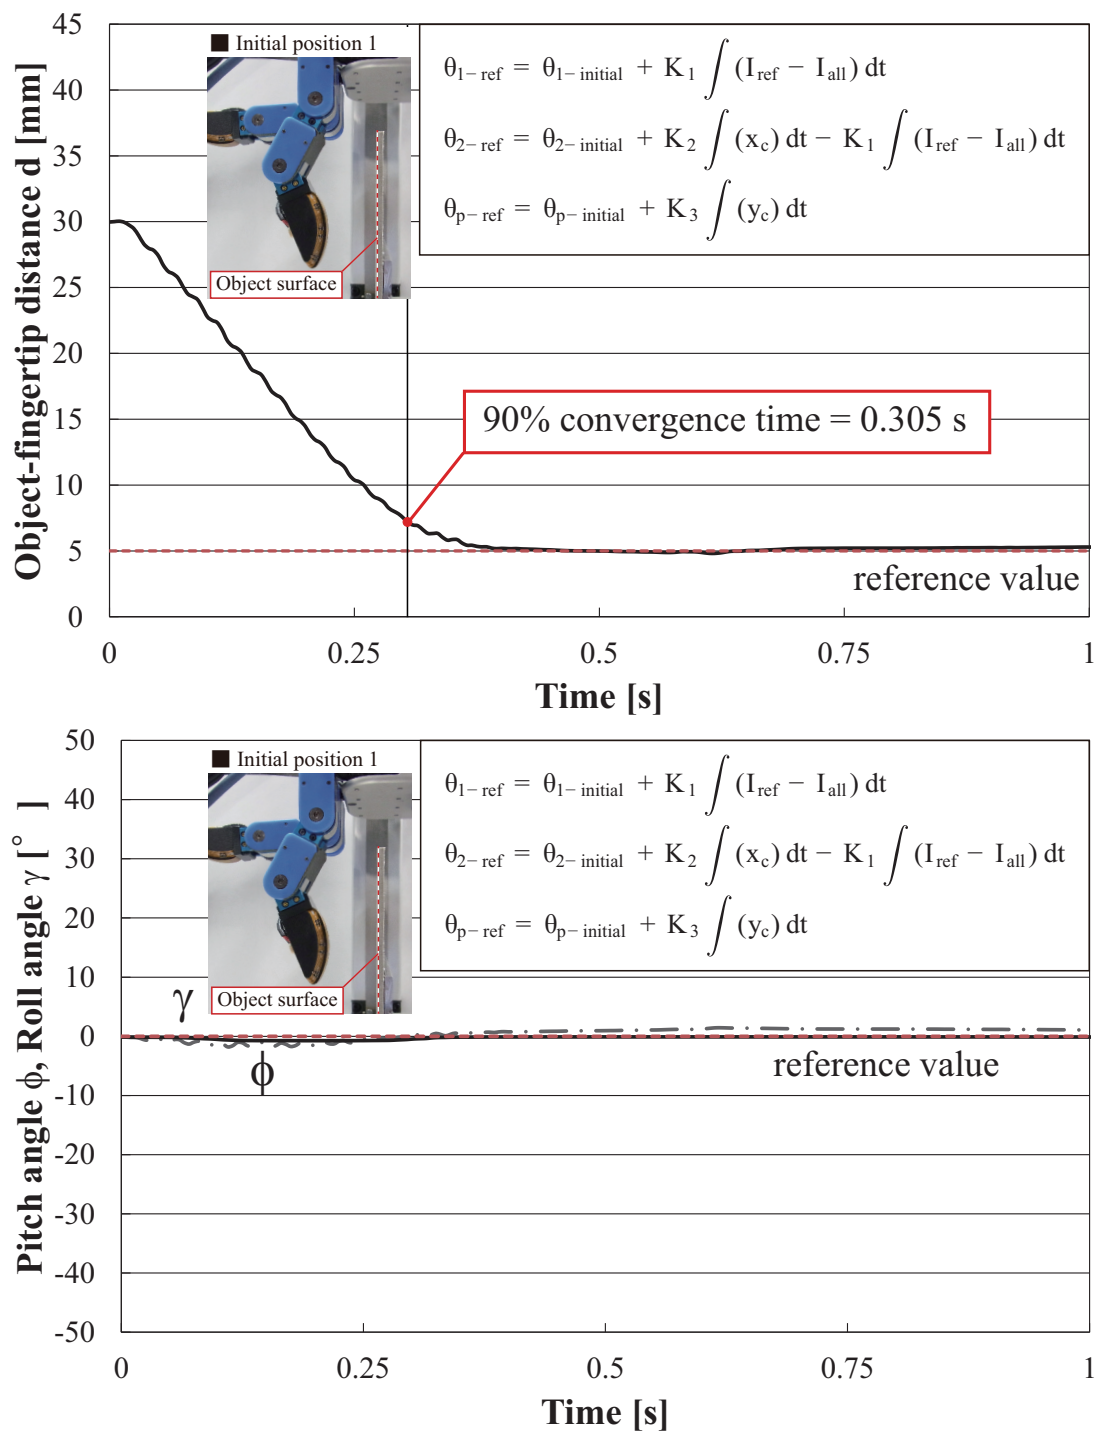 Object-fingertip distance d [mm]
45
40
35
30
25
20
15
10
5
0
■ Initial position 1
Object surface
θ1−ref = θ1−initial + K1 ∫ (Iref − Iall) dt
θ2−ref = θ2−initial + K2 ∫ (xc) dt − K1 ∫ (Iref − Iall) dt
θp−ref = θp−initial + K3 ∫ (yc) dt
90% convergence time = 0.305 s
reference value
0 0.25 0.5 0.75 1
Time [s]
Pitch angle ϕ, Roll angle γ [° ]
50
40
30
20
10
0
-10
-20
-30
-40
-50
■ Initial position 1
Object surface
θ1−ref = θ1−initial + K1 ∫ (Iref − Iall) dt
θ2−ref = θ2−initial + K2 ∫ (xc) dt − K1 ∫ (Iref − Iall) dt
θp−ref = θp−initial + K3 ∫ (yc) dt
γ
ϕ
reference value
0 0.25 0.5 0.75 1
Time [s]